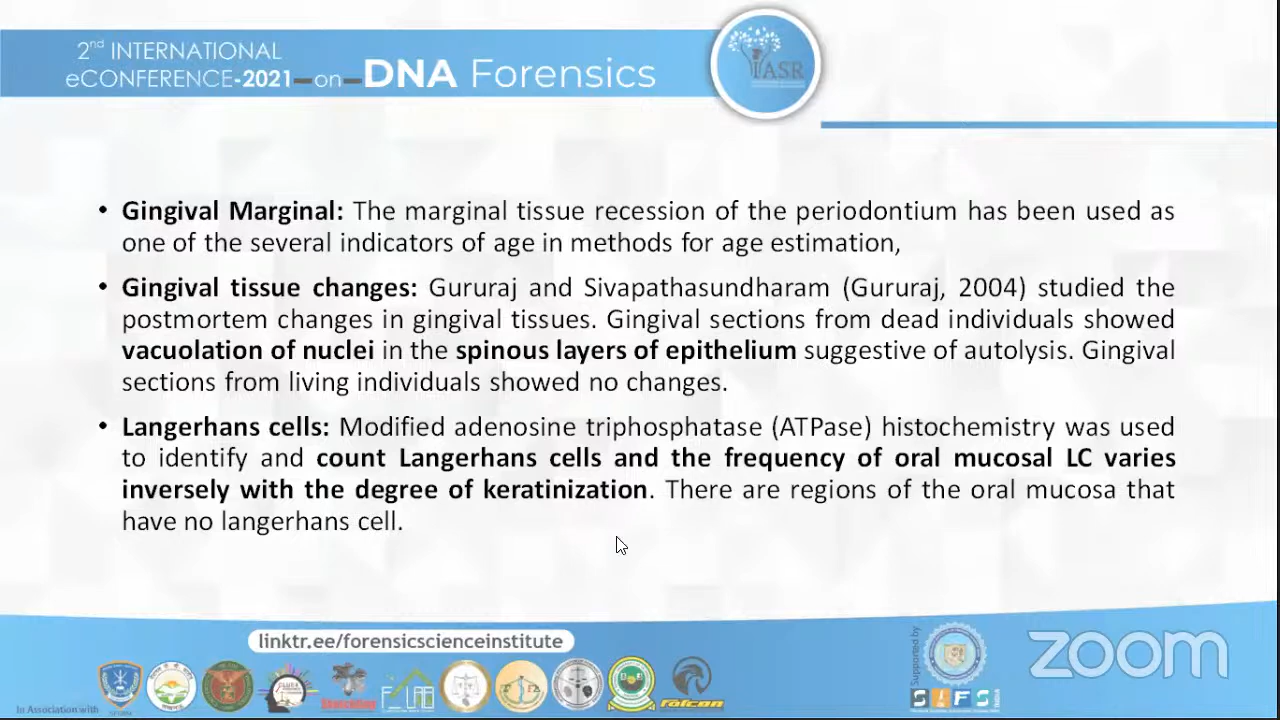 2nd INTERNATIONAL
eCONFERENCE-2021-on-DNA Forensics
IASR
• Gingival Marginal: The marginal tissue recession of the periodontium has been used as
one of the several indicators of age in methods for age estimation,
• Gingival tissue changes: Gururaj and Sivapathasundharam (Gururaj, 2004) studied the
postmortem changes in gingival tissues. Gingival sections from dead individuals showed
vacuolation of nuclei in the spinous layers of epithelium suggestive of autolysis. Gingival
sections from living individuals showed no changes.
• Langerhans cells: Modified adenosine triphosphatase (ATPase) histochemistry was used
to identify and count Langerhans cells and the frequency of oral mucosal LC varies
inversely with the degree of keratinization. There are regions of the oral mucosa that
have no langerhans cell.
linktr.ee/forensicscienceinstitute
In Association with
falcon
Supported by
SIFS
zoom